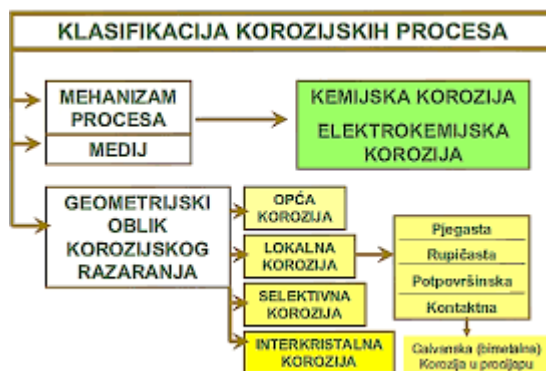 KLASIFIKACIJA KOROZIJSKIH PROCESA
MEHANIZAM
PROCESA
MEDIJ
KEMIJSKA KOROZIJA
ELEKTROKEMIJSKA
KOROZIJA
GEOMETRIJSKI
OBLIK
KOROZIJSKOG
RAZARANJA
OPĆA
KOROZIJA
LOKALNA
KOROZIJA
SELEKTIVNA
KOROZIJA
INTERKRISTALNA
KOROZIJA
Pjegasta
Rupičasta
Potpovršinska
Kontaktna
Galvanska (bimetalna)
Korozija u procijepu